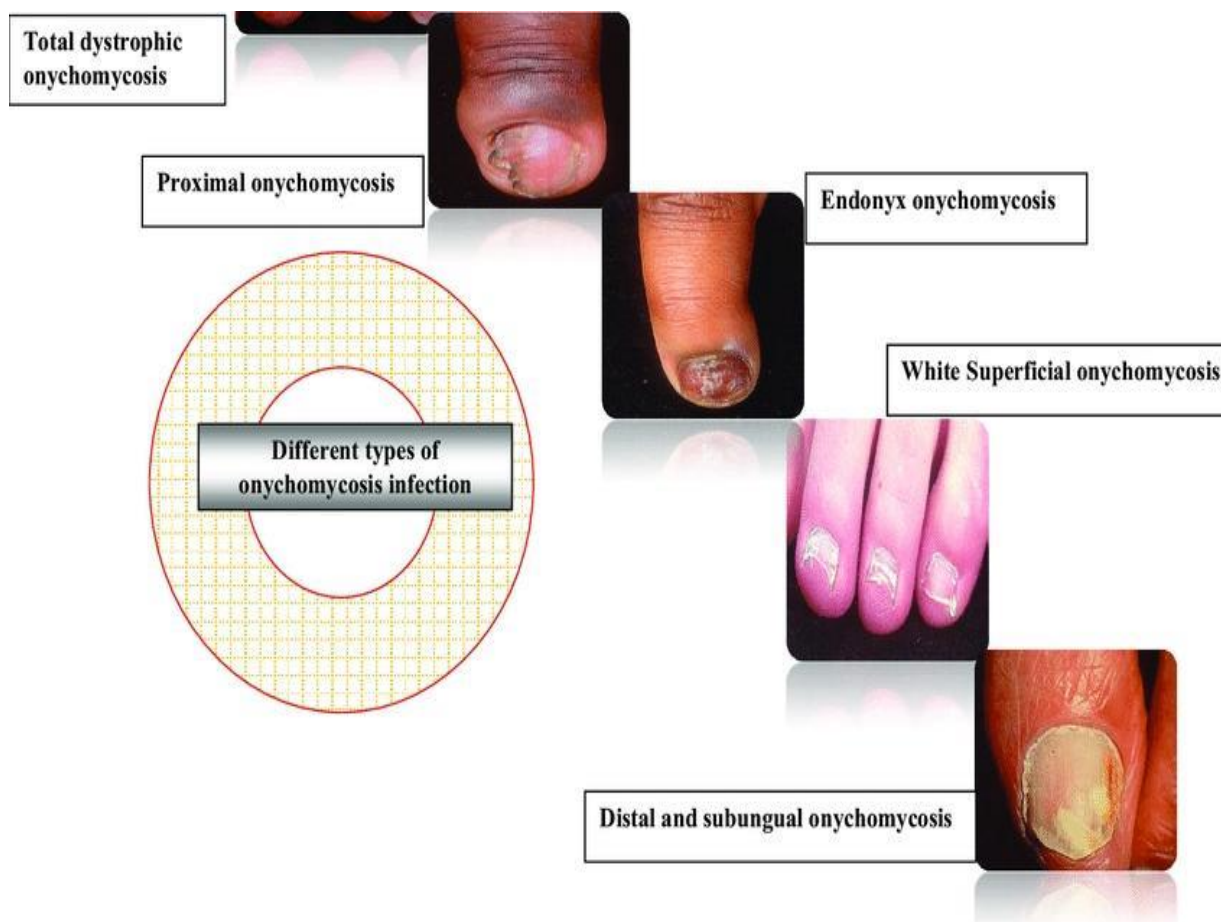 Total dystrophic
onychomycosis
Proximal onychomycosis
Endonyx onychomycosis
White Superficial onychomycosis
Different types of
onychomycosis infection
Distal and subungual onychomycosis